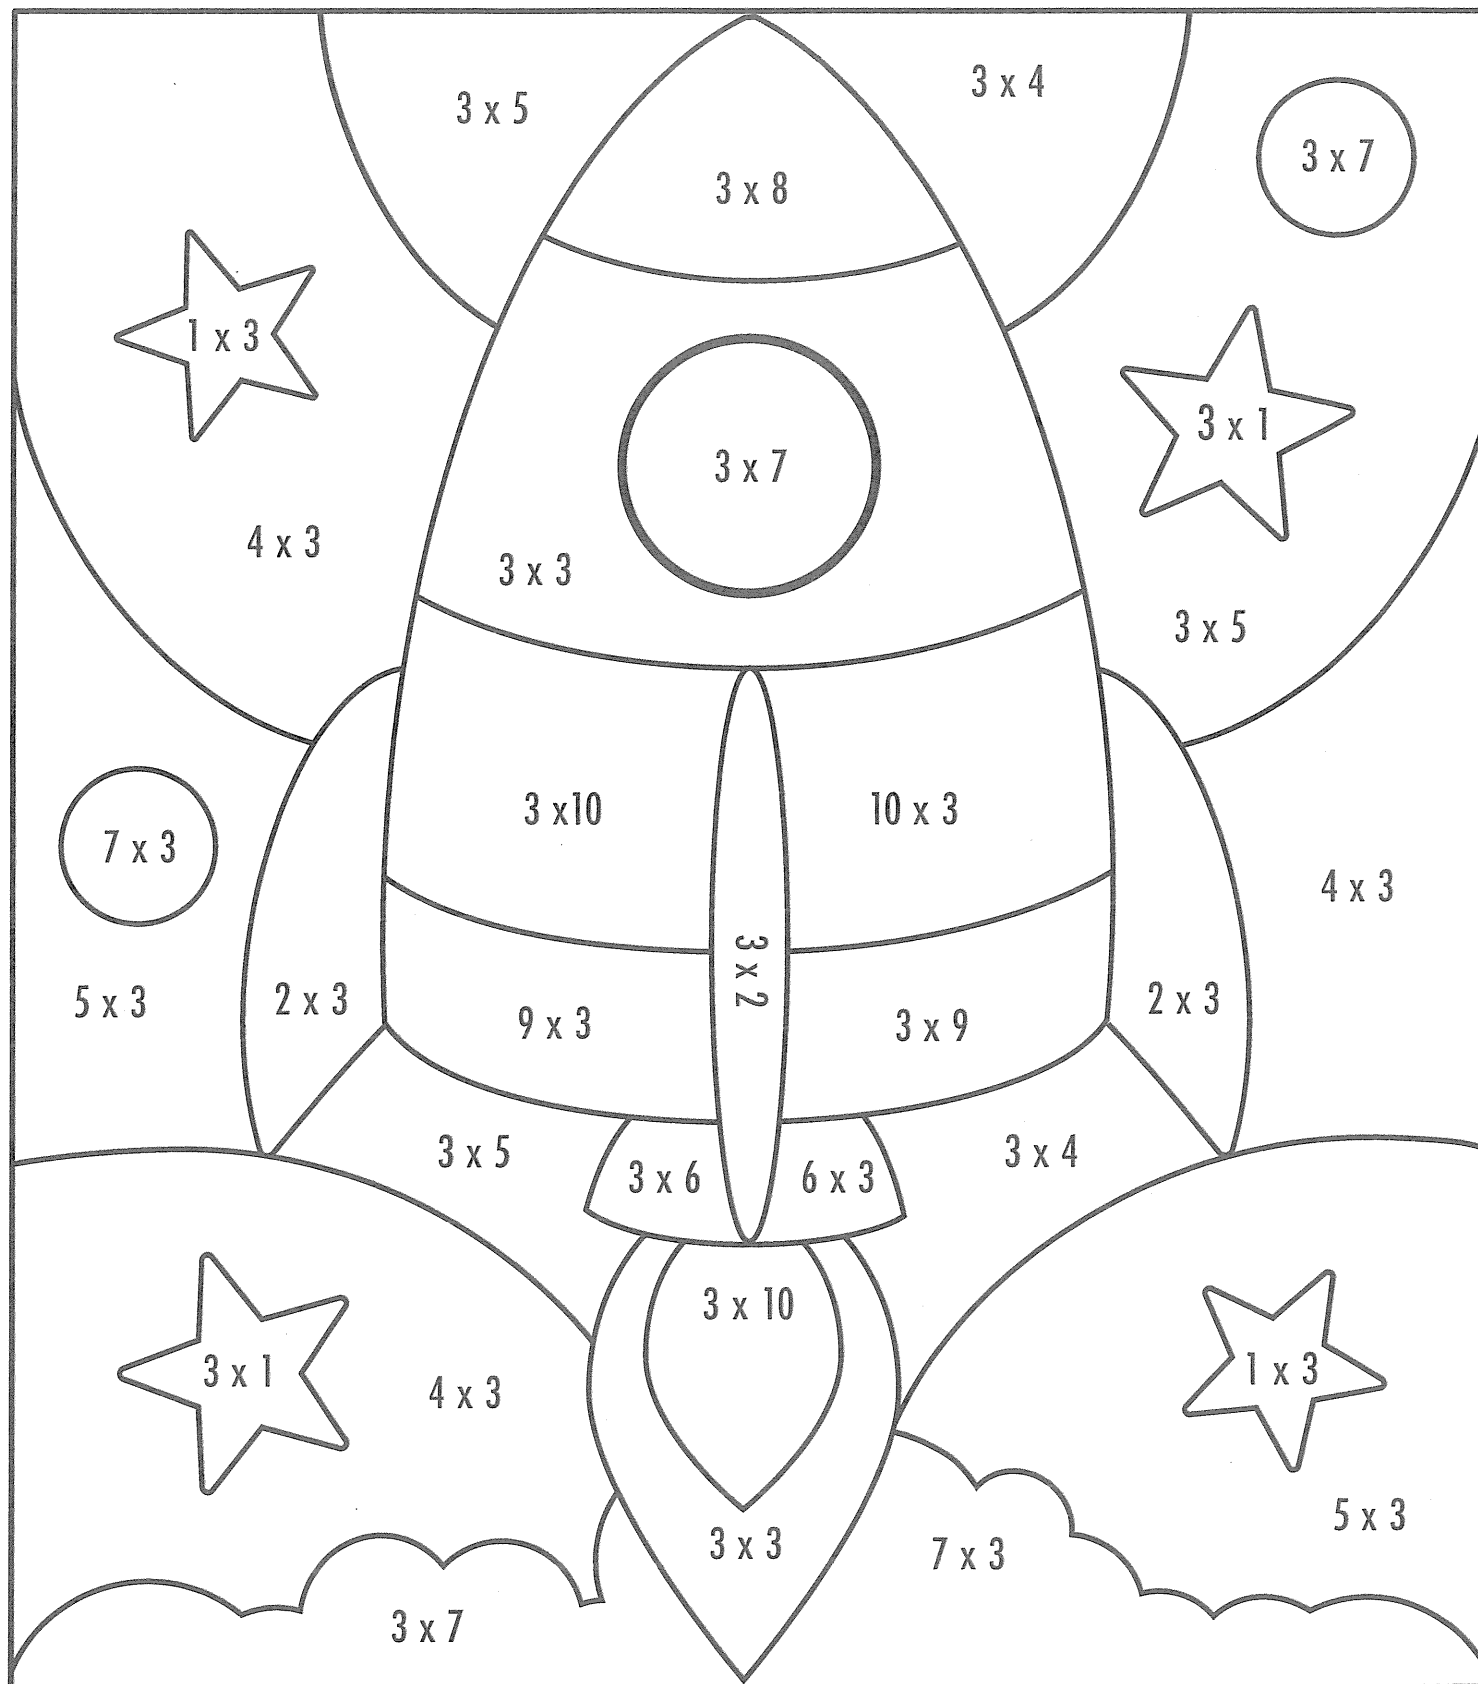 3 x 5
3 x 4
3 x 7
3 x 8
1 x 3
3 x 1
3 x 7
4 x 3
3 x 3
3 x 5
3 x10
10 x 3
7 x 3
4 x 3
3 x 2
5 x 3
2 x 3
2 x 3
9 x 3
3 x 9
3 x 5
3 x 4
3 x 6
6 x 3
3 x 10
3 x 1
1 x 3
4 x 3
5 x 3
3 x 3
7 x 3
3 x 7